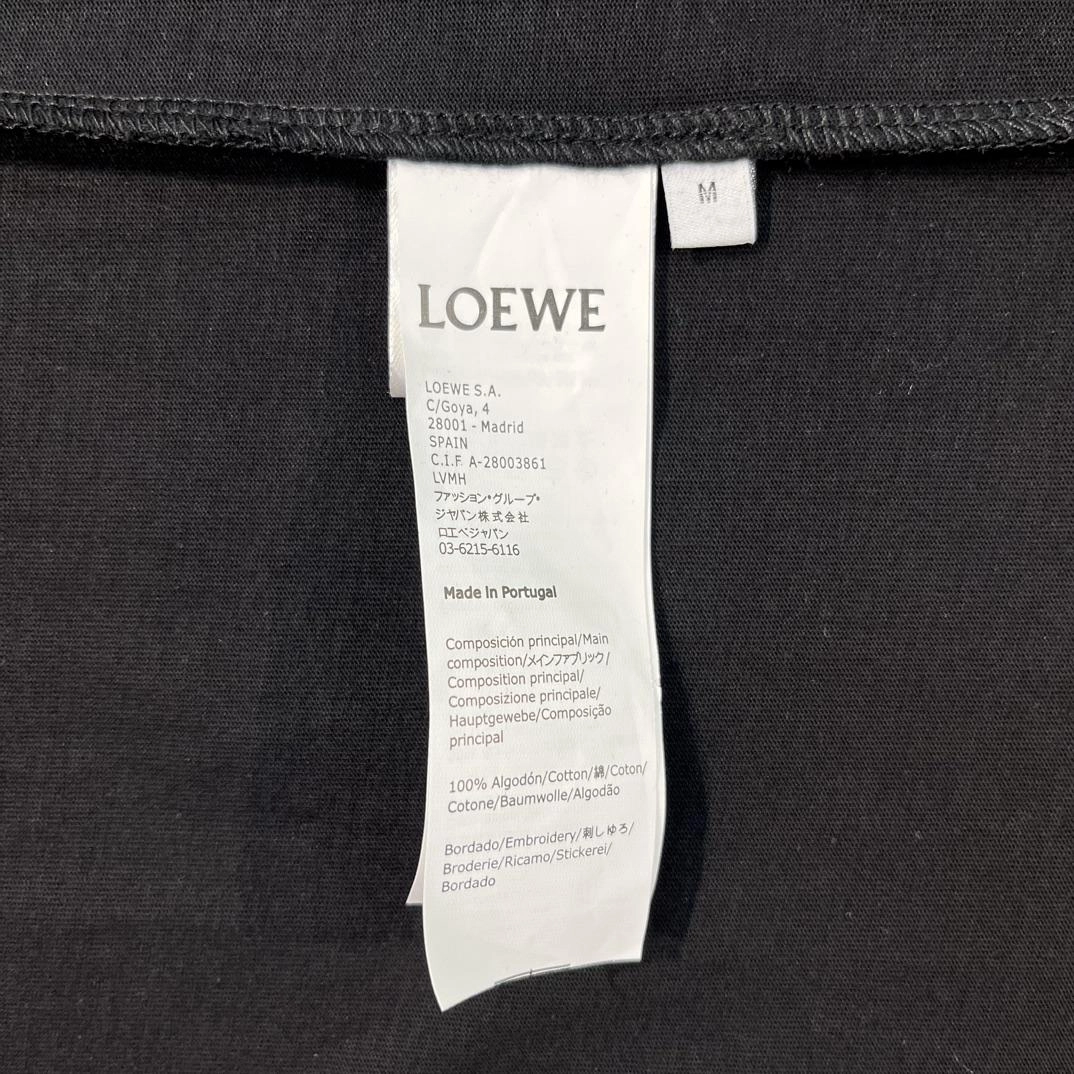 M
LOEWE
LOEWE S.A.
C/Goya, 4
28001 - Madrid
SPAIN
C.I.F. A-28003861
LVMH
ファッション・グループ・
ジャパン株式会社
ロエベジャパン
03-6215-6116
Made in Portugal
Composición principal/Main
composition/メインファブリック/
Composition principal/
Composizione principale/
Hauptgewebe/Composição
principal
100% Algodón/Cotton/綿/Coton/
Cotone/Baumwolle/Algodão
Bordado/Embroidery/刺しゆろ/
Broderie/Ricamo/Stickerei/
Bordado